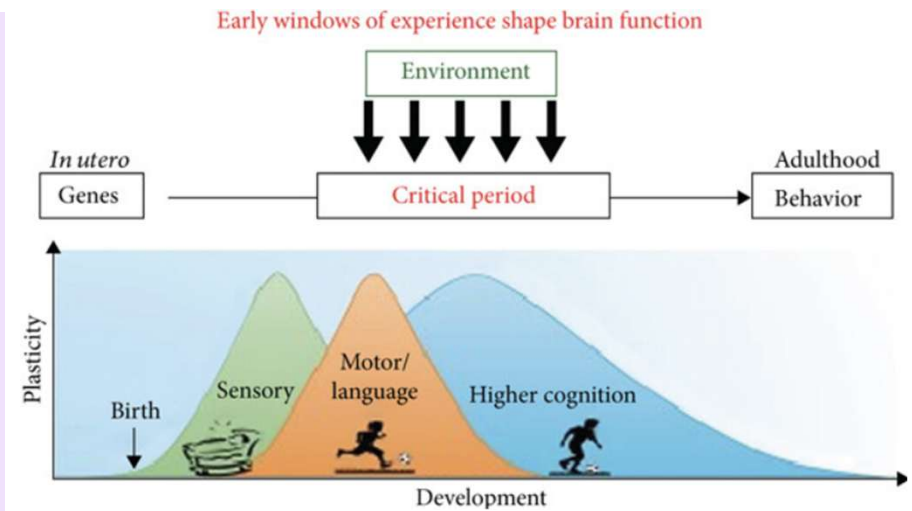 Early windows of experience shape brain function
Environment
In utero
Genes
Critical period
Adulthood
Behavior
Plasticity
Birth
Sensory
Motor/
language
Higher cognition
Development